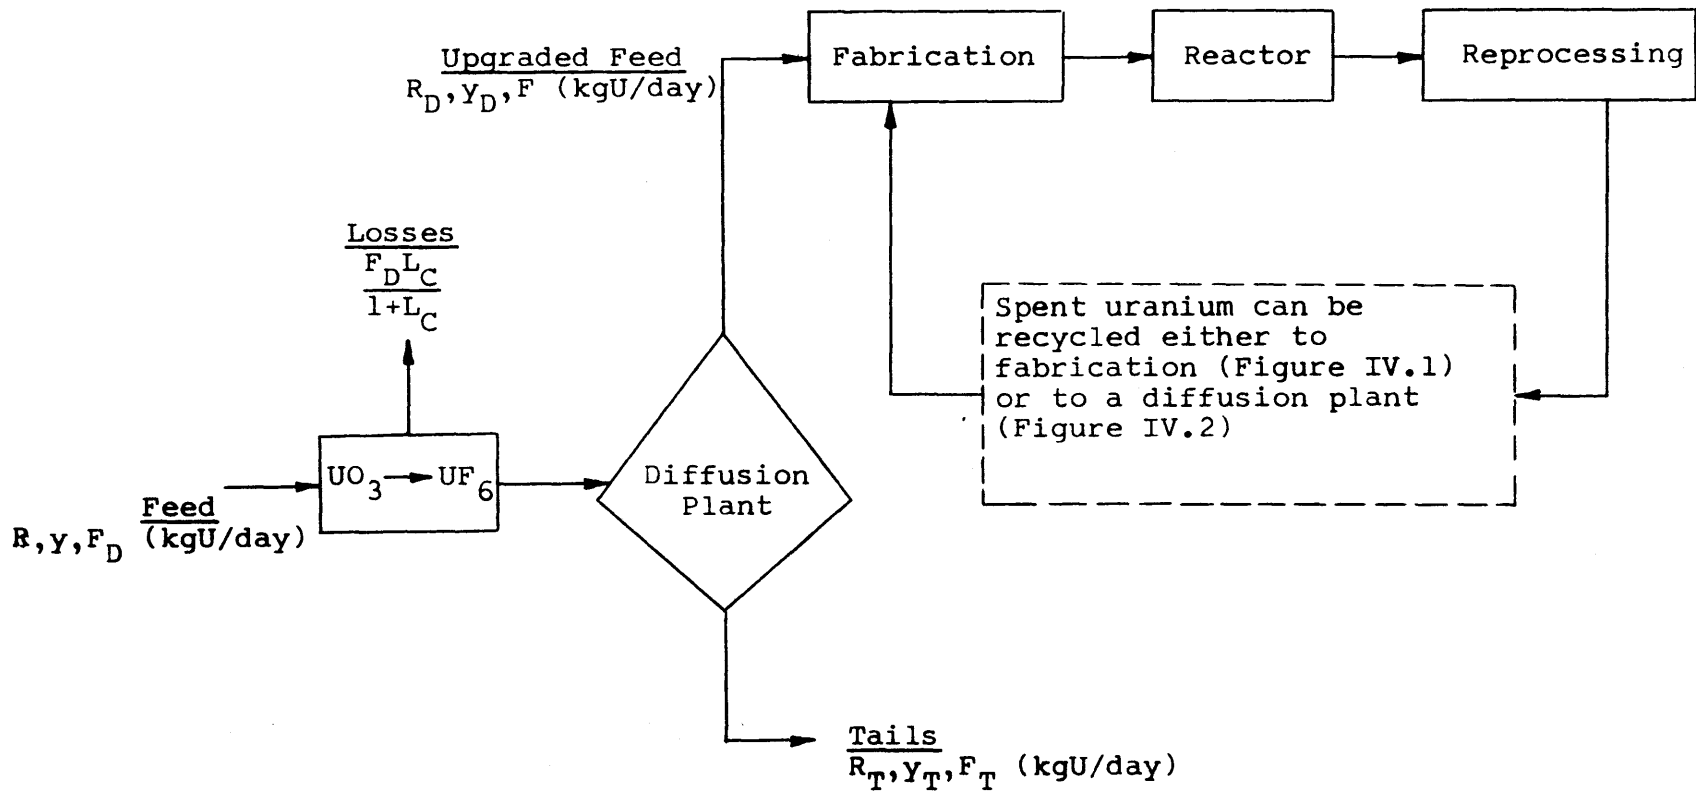 Upgraded Feed
R_D, y_D, F (kgU/day)
Fabrication
Reactor
Reprocessing
Losses
F_D L_C
1+L_C
Spent uranium can be
recycled either to
fabrication (Figure IV.1)
or to a diffusion plant
(Figure IV.2)
UO_3 → UF_6
Diffusion
Plant
Feed
R, y, F_D (kgU/day)
Tails
R_T, y_T, F_T (kgU/day)